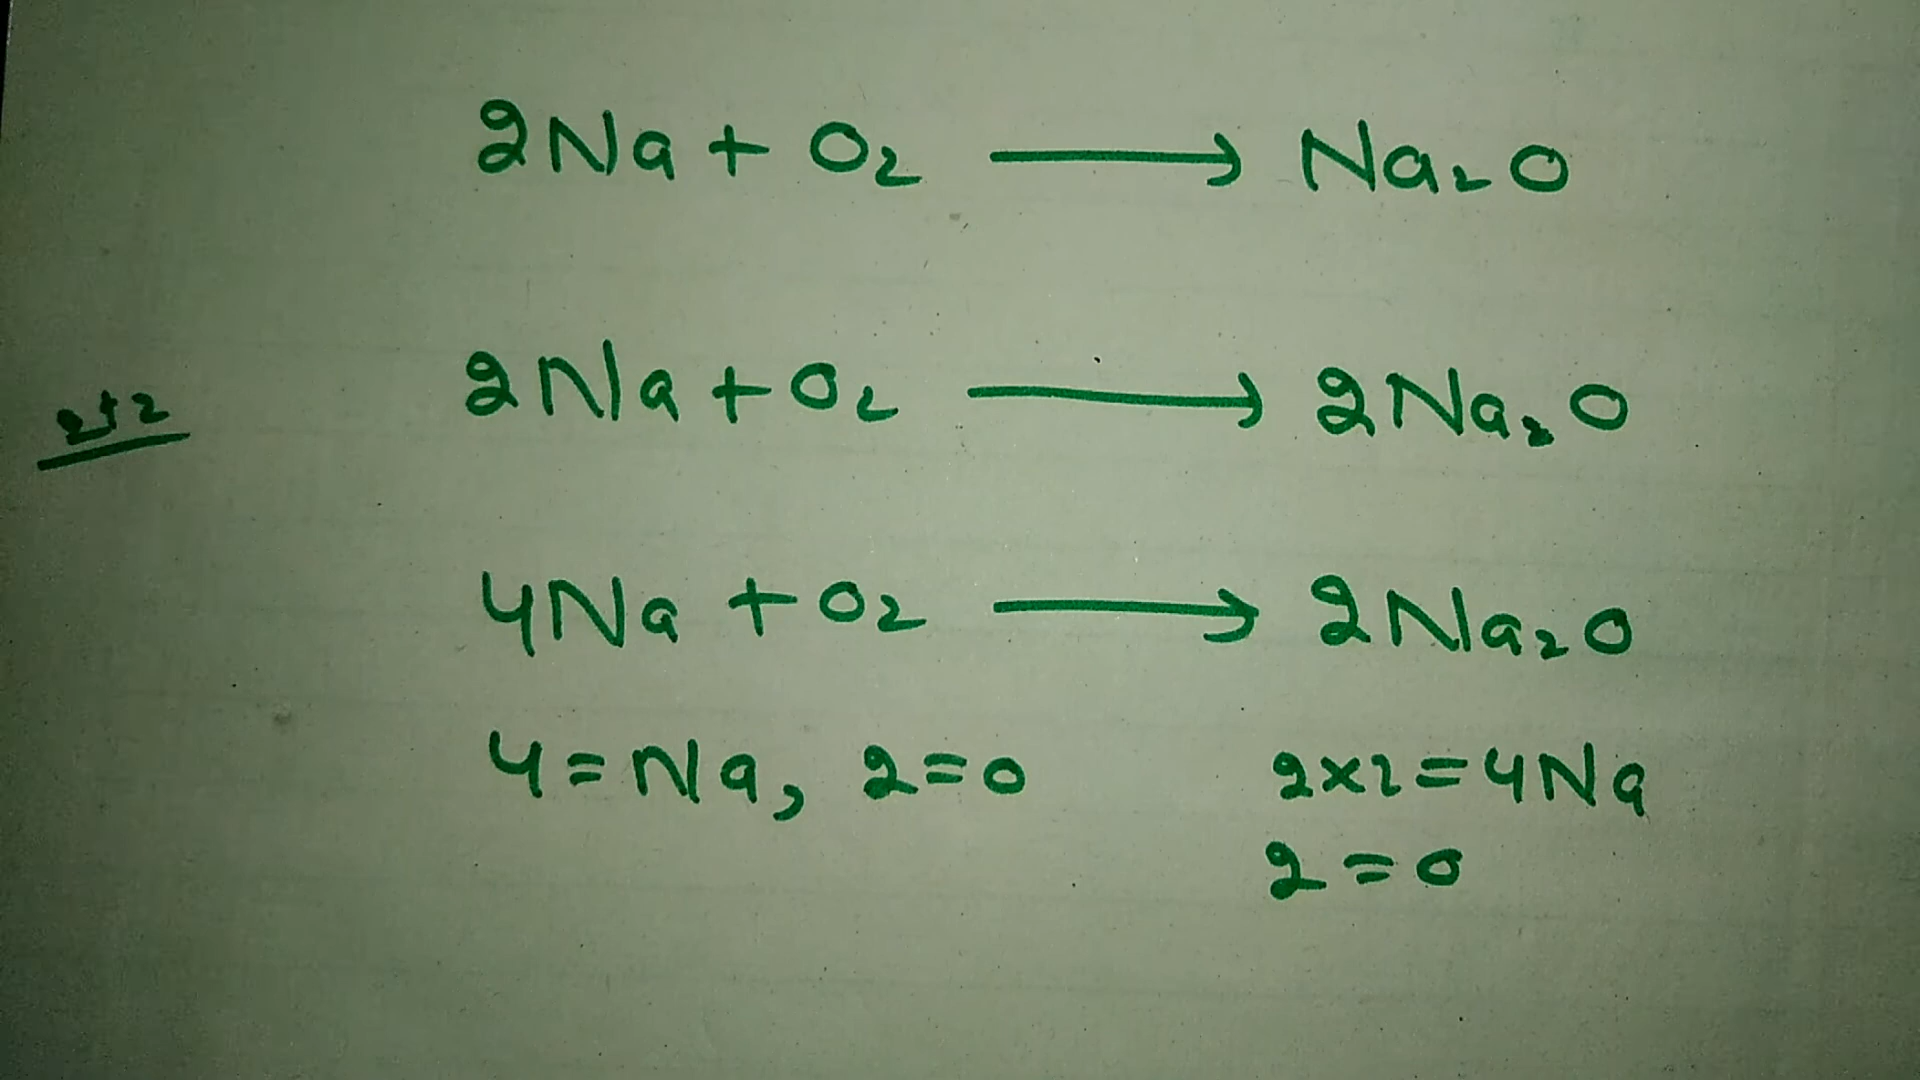 2Na + O₂ ⟶ Na₂O
2Na + O₂ ⟶ 2Na₂O
4Na + O₂ ⟶ 2Na₂O
4=Na, 2=O 2×2=4Na
2=O